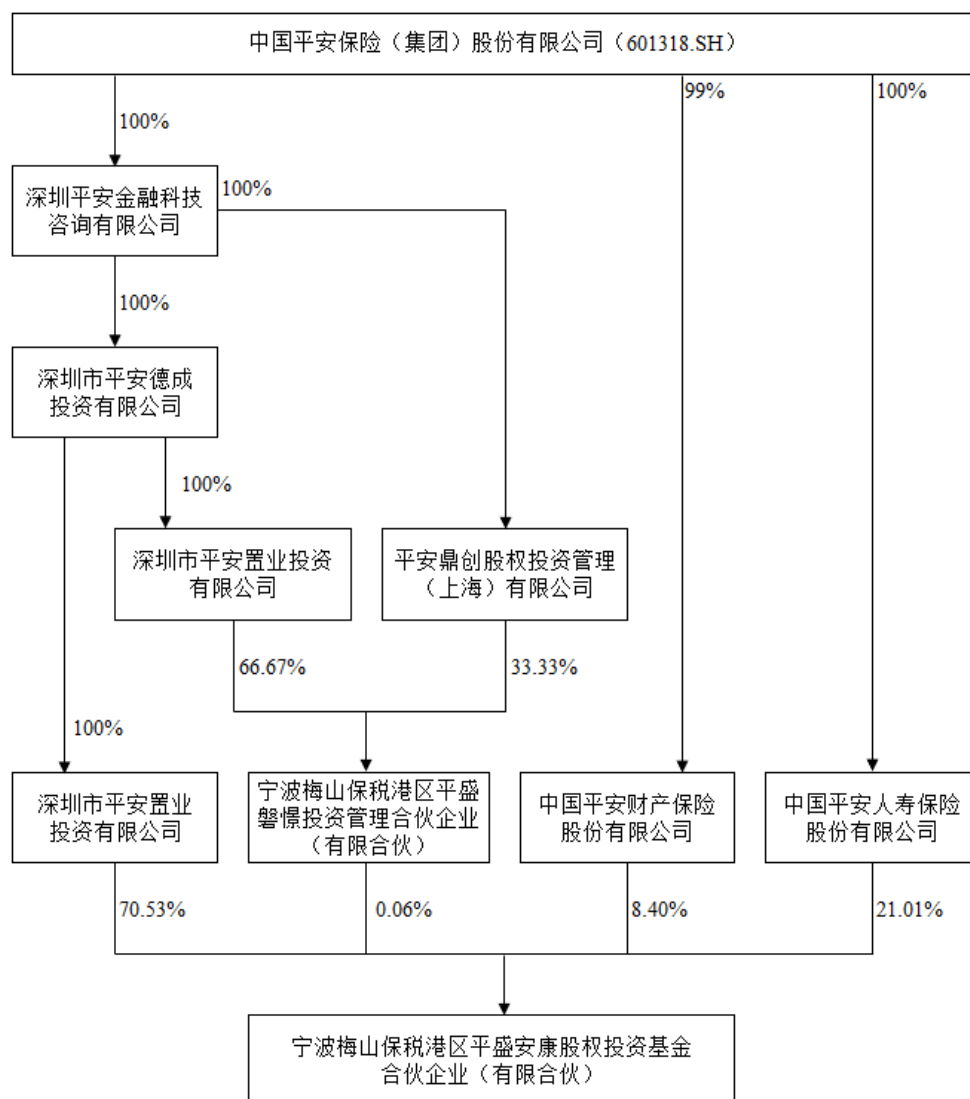 中国平安保险（集团）股份有限公司（601318.SH）
99%
100%
100%
深圳平安金融科技
咨询有限公司
100%
100%
深圳市平安德成
投资有限公司
100%
深圳市平安置业投资
有限公司
平安鼎创股权投资管理
（上海）有限公司
66.67%
33.33%
100%
深圳市平安置业
投资有限公司
宁波梅山保税港区平盛
磐憬投资管理合伙企业
（有限合伙）
中国平安财产保险
股份有限公司
中国平安人寿保险
股份有限公司
70.53%
0.06%
8.40%
21.01%
宁波梅山保税港区平盛安康股权投资基金
合伙企业（有限合伙）